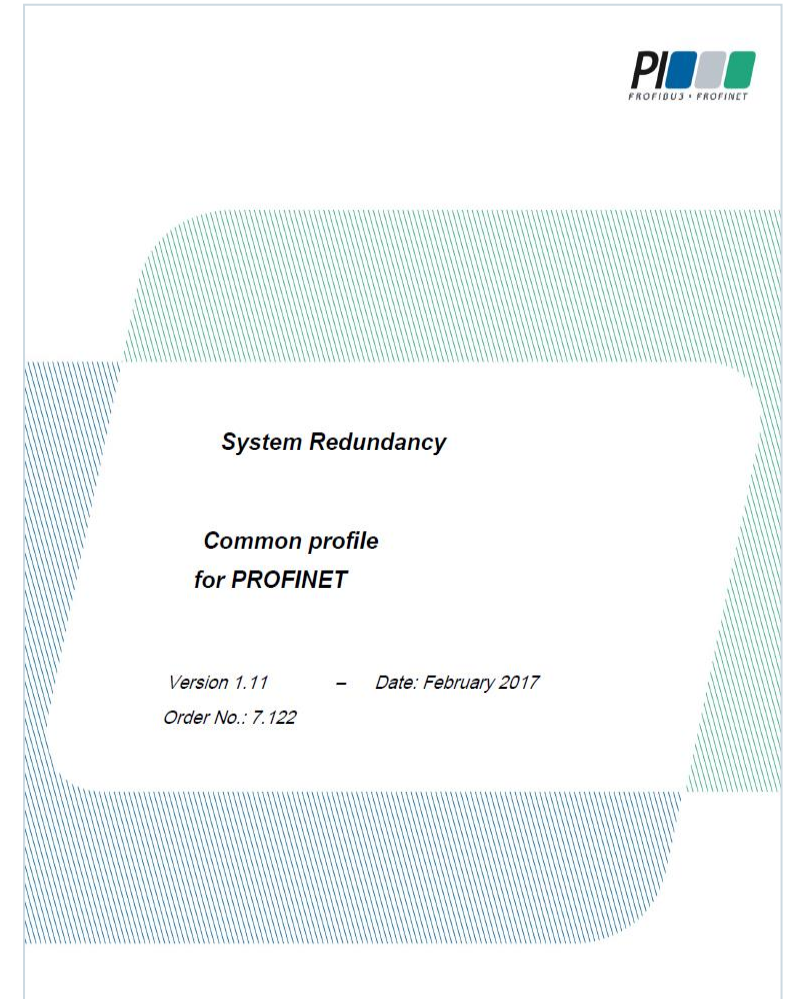 PI
PROFIBUS • PROFINET
System Redundancy
Common profile
for PROFINET
Version 1.11 – Date: February 2017
Order No.: 7.122